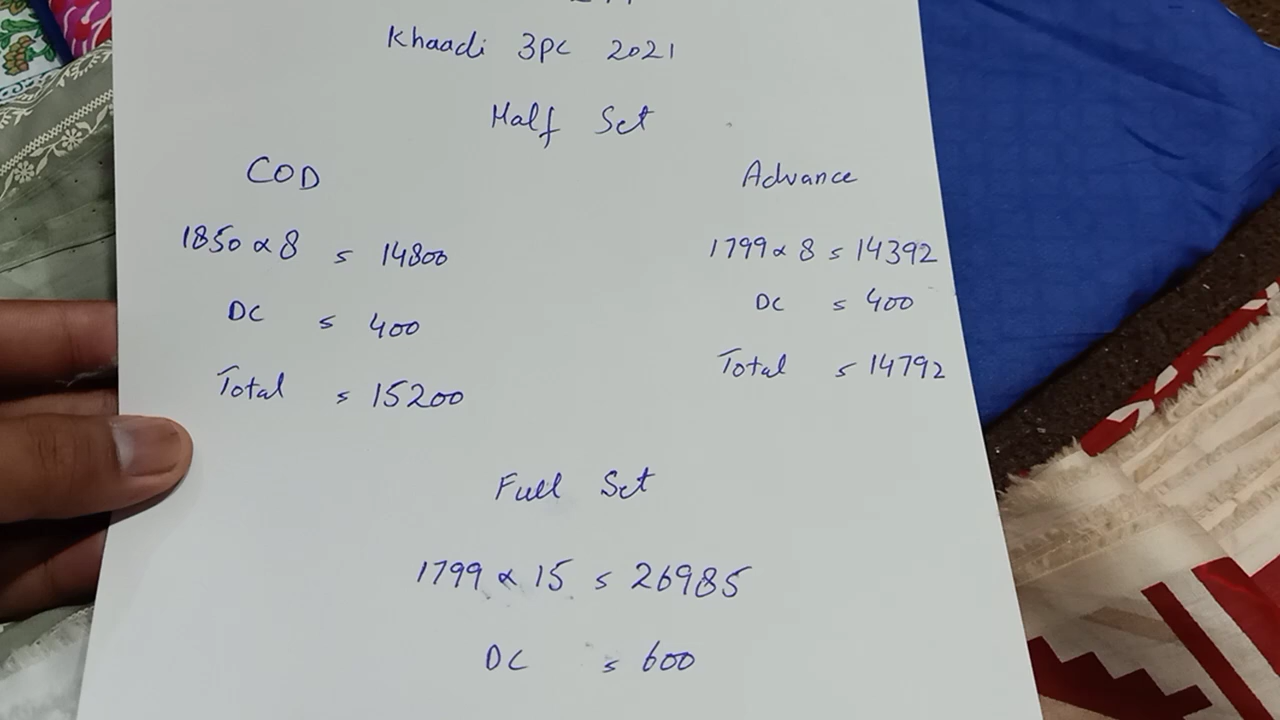 Khaadi 3pc 2021
Half Set
COD
1850 x 8 = 14800
DC = 400
Total = 15200
Advance
1799 x 8 = 14392
DC = 400
Total = 14792
Full Set
1799 x 15 = 26985
DC = 600